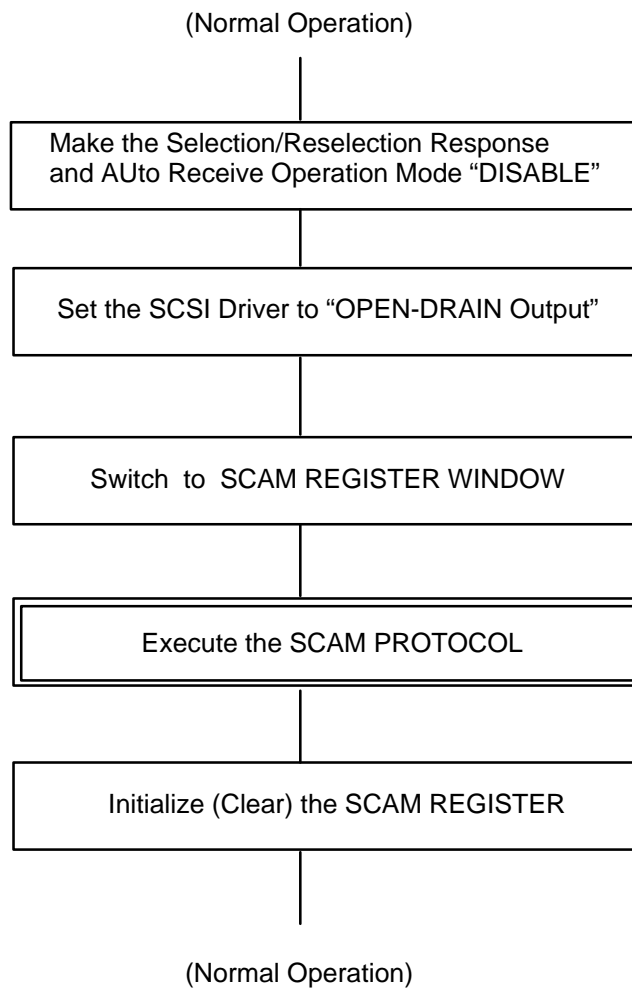 (Normal Operation)
Make the Selection/Reselection Response
and AUto Receive Operation Mode “DISABLE”
Set the SCSI Driver to “OPEN-DRAIN Output”
Switch to SCAM REGISTER WINDOW
Execute the SCAM PROTOCOL
Initialize (Clear) the SCAM REGISTER
(Normal Operation)